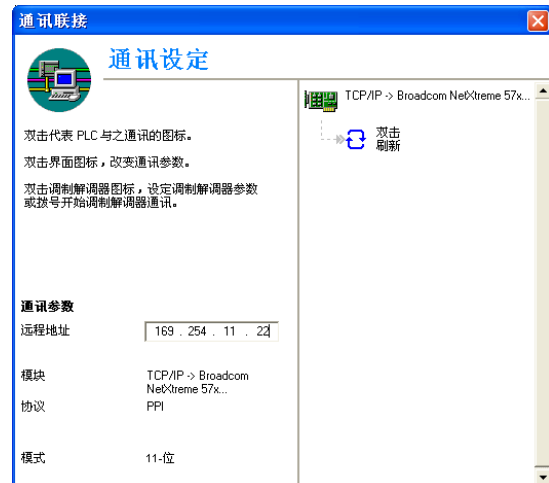 通讯联接
通讯设定
双击代表 PLC 与之通讯的图标。
双击界面图标，改变通讯参数。
双击调制解调器图标，设定调制解调器参数
或拨号开始调制解调器通讯。
通讯参数
远程地址 169 . 254 . 11 . 22
模块 TCP/IP -> Broadcom
NetXtreme 57x...
协议 PPI
模式 11-位
TCP/IP -> Broadcom NetXtreme 57x...
双击
刷新